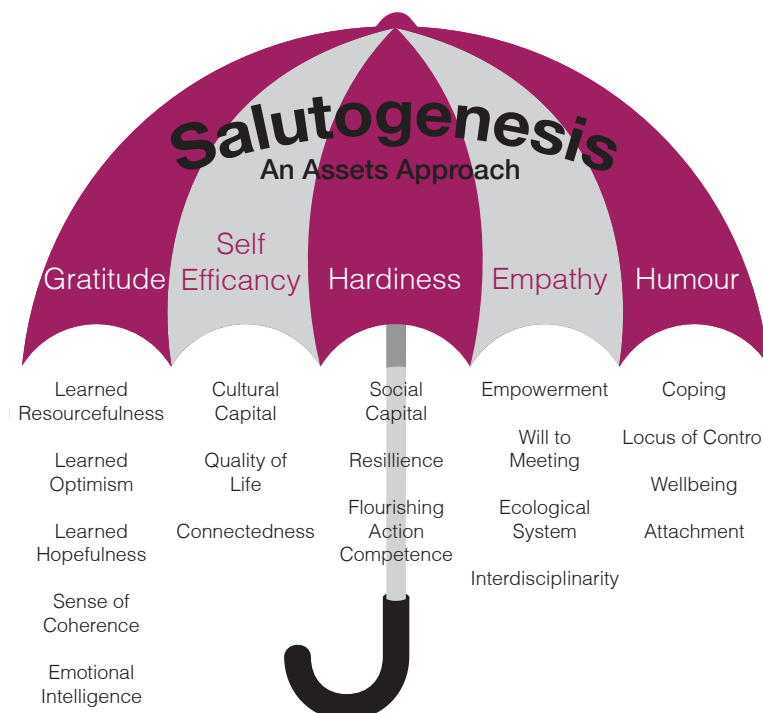 Salutogenesis
An Assets Approach
Gratitude
Self
Efficancy
Hardiness
Empathy
Humour
Learned
Resourcefulness
Learned
Optimism
Learned
Hopefulness
Sense of
Coherence
Emotional
Intelligence
Cultural
Capital
Quality of
Life
Connectedness
Social
Capital
Resillience
Flourishing
Action
Competence
Empowerment
Will to
Meeting
Ecological
System
Interdisciplinarity
Coping
Locus of Control
Wellbeing
Attachment